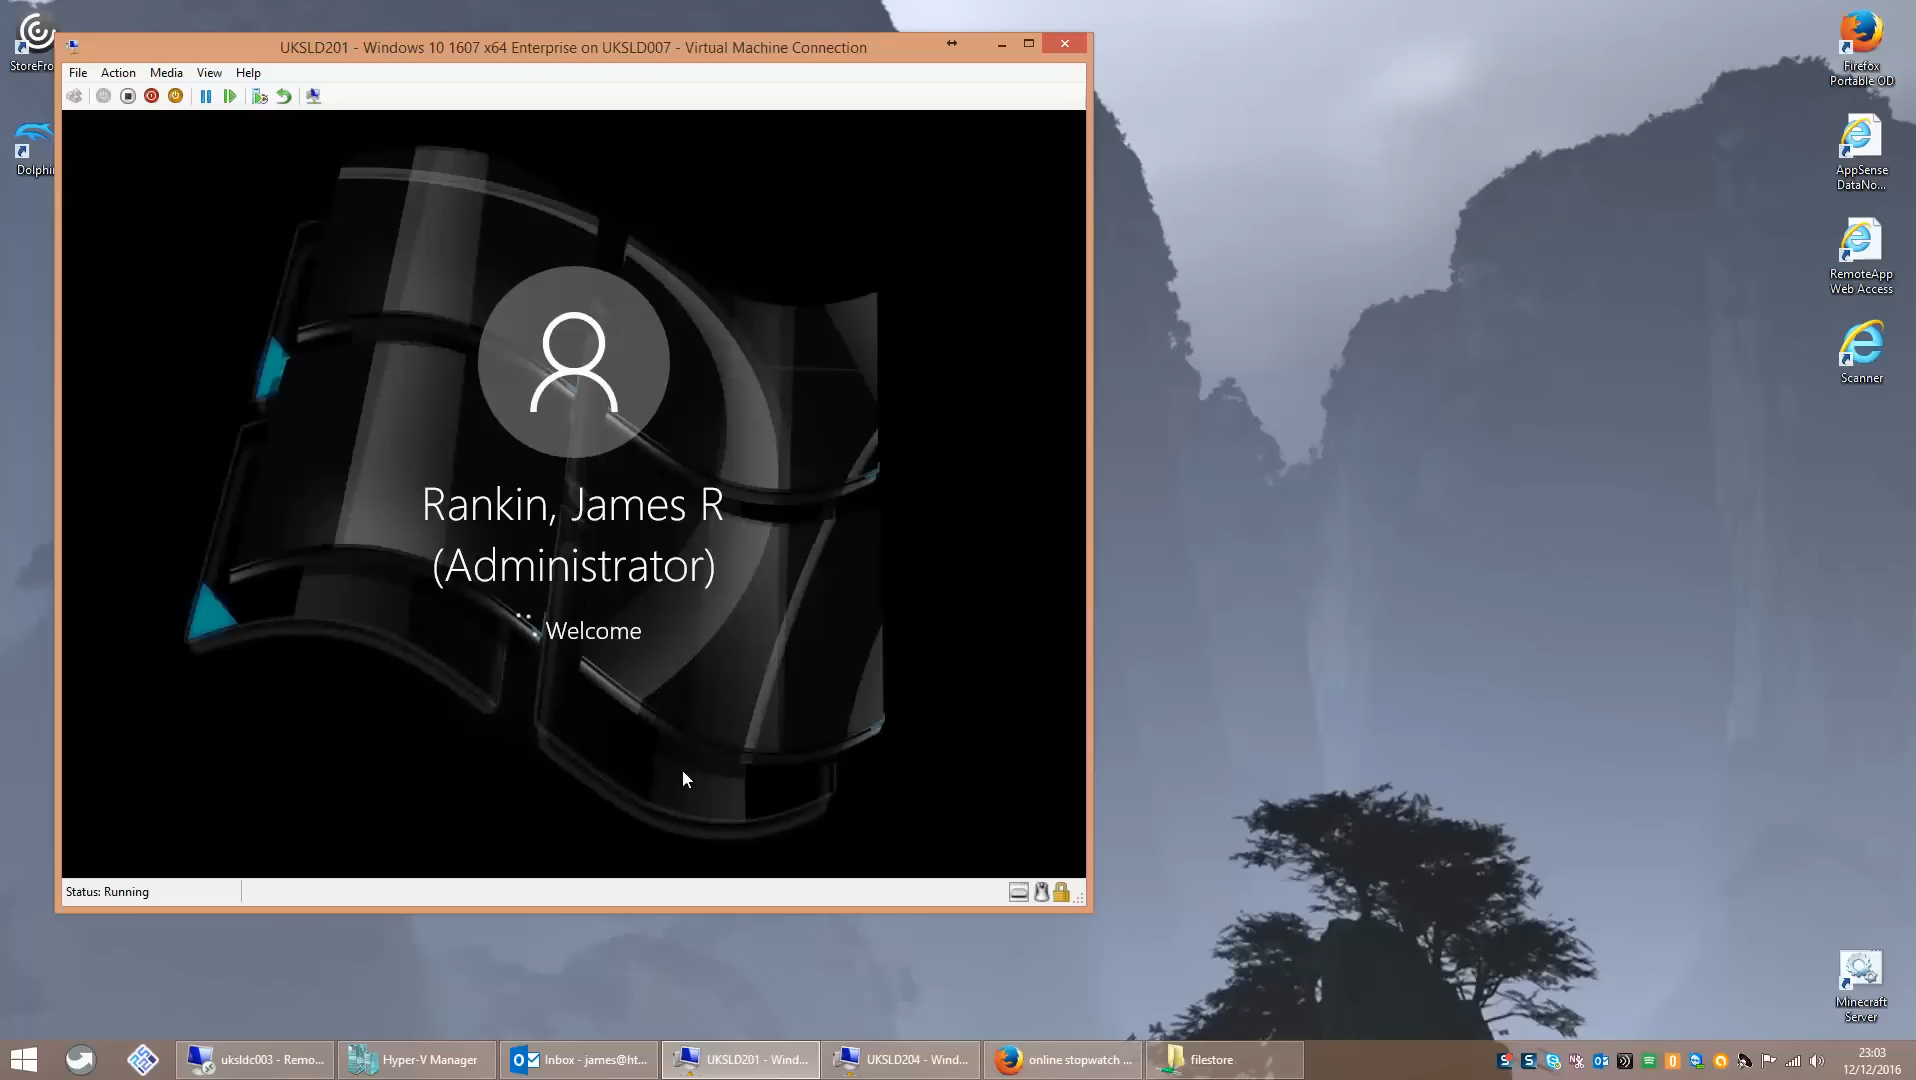 StoreFro
Dolphin
UKSLD201 - Windows 10 1607 x64 Enterprise on UKSLD007 - Virtual Machine Connection
File Action Media View Help
Rankin, James R
(Administrator)
Welcome
Status: Running
Firefox
Portable OD
AppSense
DataNo...
RemoteApp
Web Access
Scanner
Minecraft
Server
uksldc003 - Remo...
Hyper-V Manager
Inbox - james@ht...
UKSLD201 - Wind...
UKSLD204 - Wind...
online stopwatch ...
filestore
23:03
12/12/2016